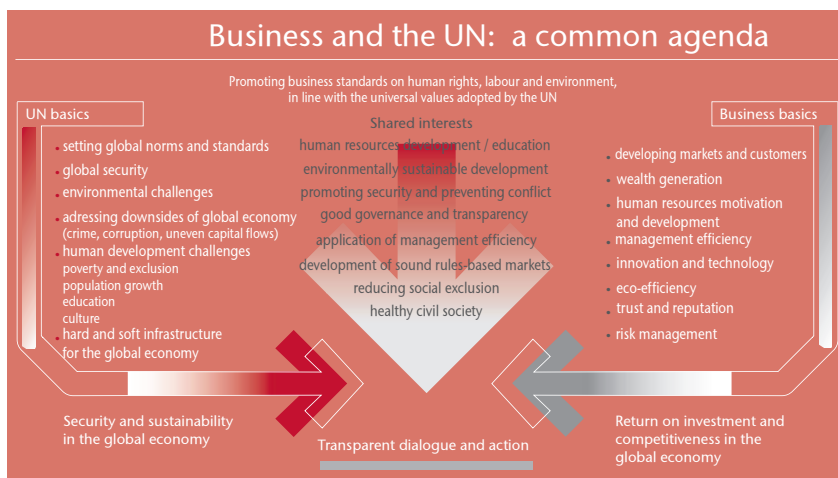 Business and the UN: a common agenda
Promoting business standards on human rights, labour and environment,
in line with the universal values adopted by the UN
UN basics
setting global norms and standards
global security
environmental challenges
adressing downsides of global economy
(crime, corruption, uneven capital flows)
human development challenges
poverty and exclusion
population growth
education
culture
hard and soft infrastructure
for the global economy
Shared interests
human resources development / education
environmentally sustainable development
promoting security and preventing conflict
good governance and transparency
application of management efficiency
development of sound rules-based markets
reducing social exclusion
healthy civil society
Business basics
developing markets and customers
wealth generation
human resources motivation
and development
management efficiency
innovation and technology
eco-efficiency
trust and reputation
risk management
Security and sustainability
in the global economy
Transparent dialogue and action
Return on investment and
competitiveness in the
global economy